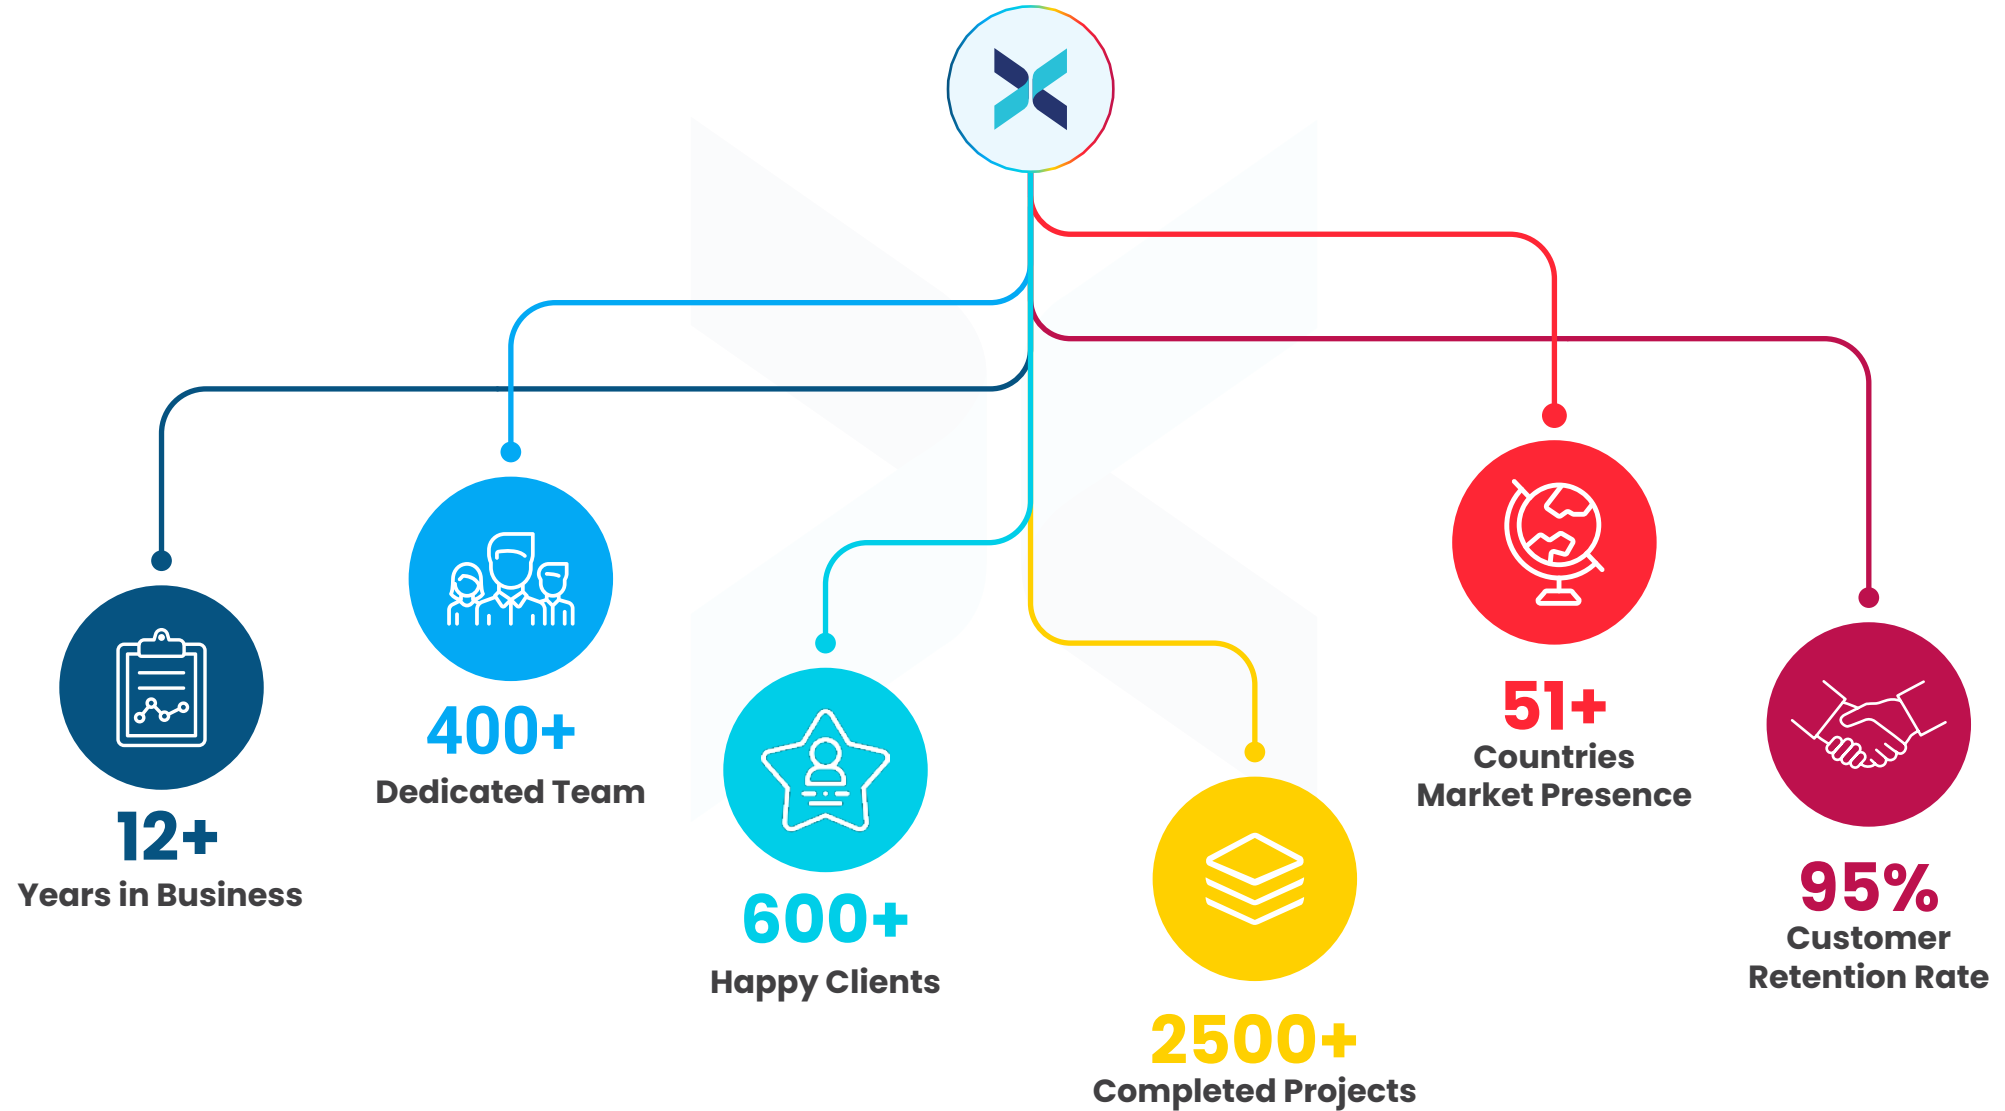 12+
Years in Business
400+
Dedicated Team
600+
Happy Clients
2500+
Completed Projects
51+
Countries
Market Presence
95%
Customer
Retention Rate